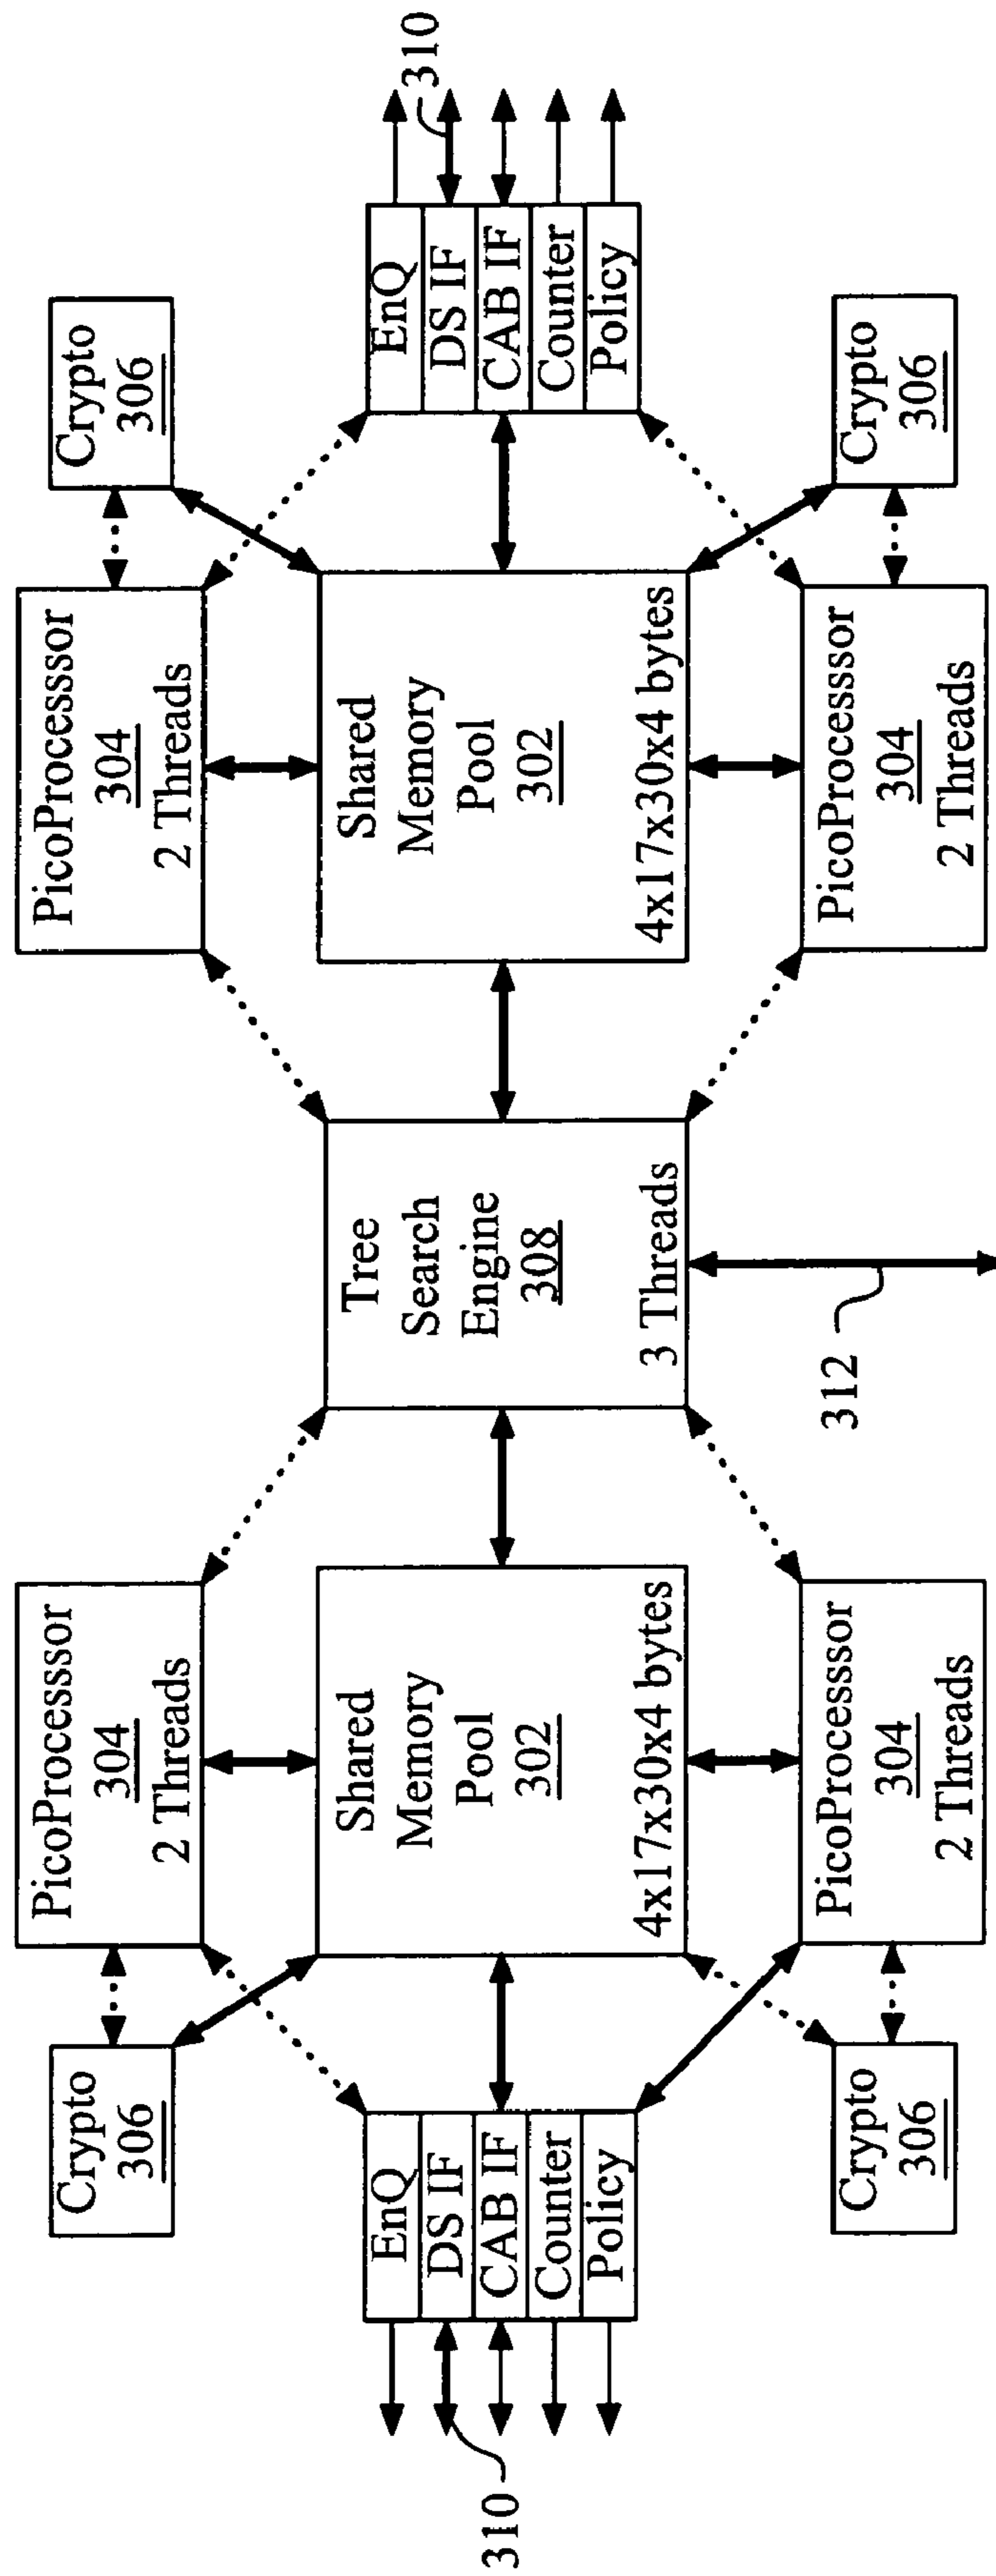 Crypto
306
PicoProcesssor
304
2 Threads
PicoProcesssor
304
2 Threads
Crypto
306
310
EnQ
DS IF
CAB IF
Counter
Policy
Shared
Memory
Pool
302
4x17x30x4 bytes
Tree
Search
Engine
308
3 Threads
Shared
Memory
Pool
302
4x17x30x4 bytes
EnQ
DS IF
CAB IF
Counter
Policy
310
Crypto
306
PicoProcesssor
304
2 Threads
312
PicoProcesssor
304
2 Threads
Crypto
306